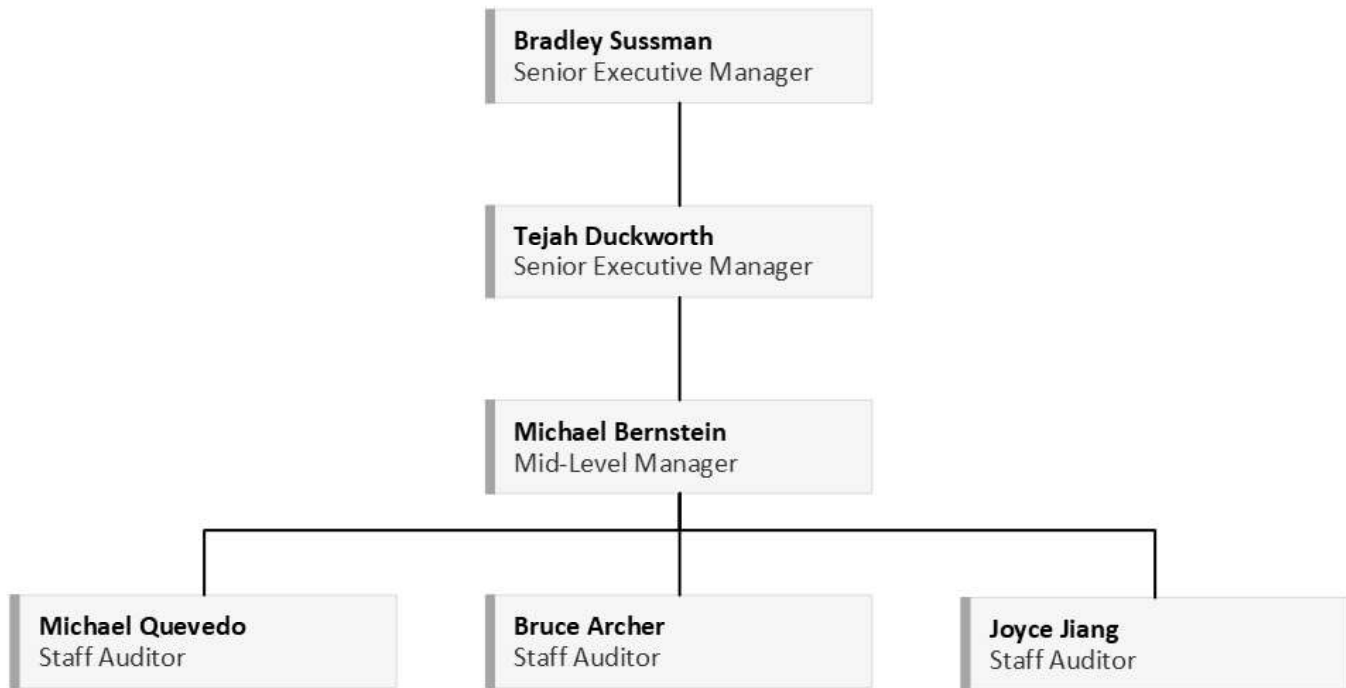 Bradley Sussman
Senior Executive Manager
Tejah Duckworth
Senior Executive Manager
Michael Bernstein
Mid-Level Manager
Michael Quevedo
Staff Auditor
Bruce Archer
Staff Auditor
Joyce Jiang
Staff Auditor